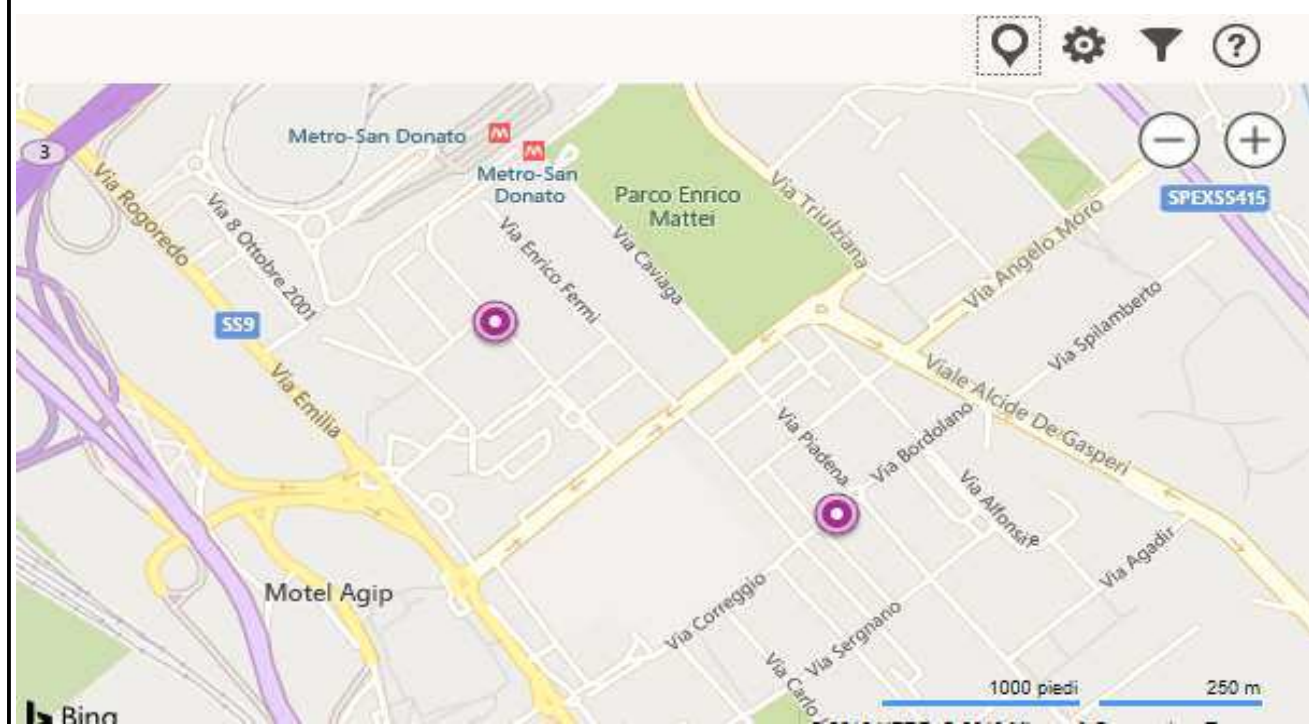 ?
3
Metro-San Donato
Metro-San
Donato
Parco Enrico
Mattei
Via Triulziana
SPEXSS415
Via Rogoredo
Via 8 Ottobre 2001
Via Enrico Fermi
Via Caviaga
Via Angelo Moro
Via Spilamberto
SS9
Via Emilia
Viale Alcide De Gasperi
Via Piadena
Via Bordolano
Via Agadir
Motel Agip
Via Correggio
Via Sergnano
Via Carlo
1000 piedi
250 m
Bing